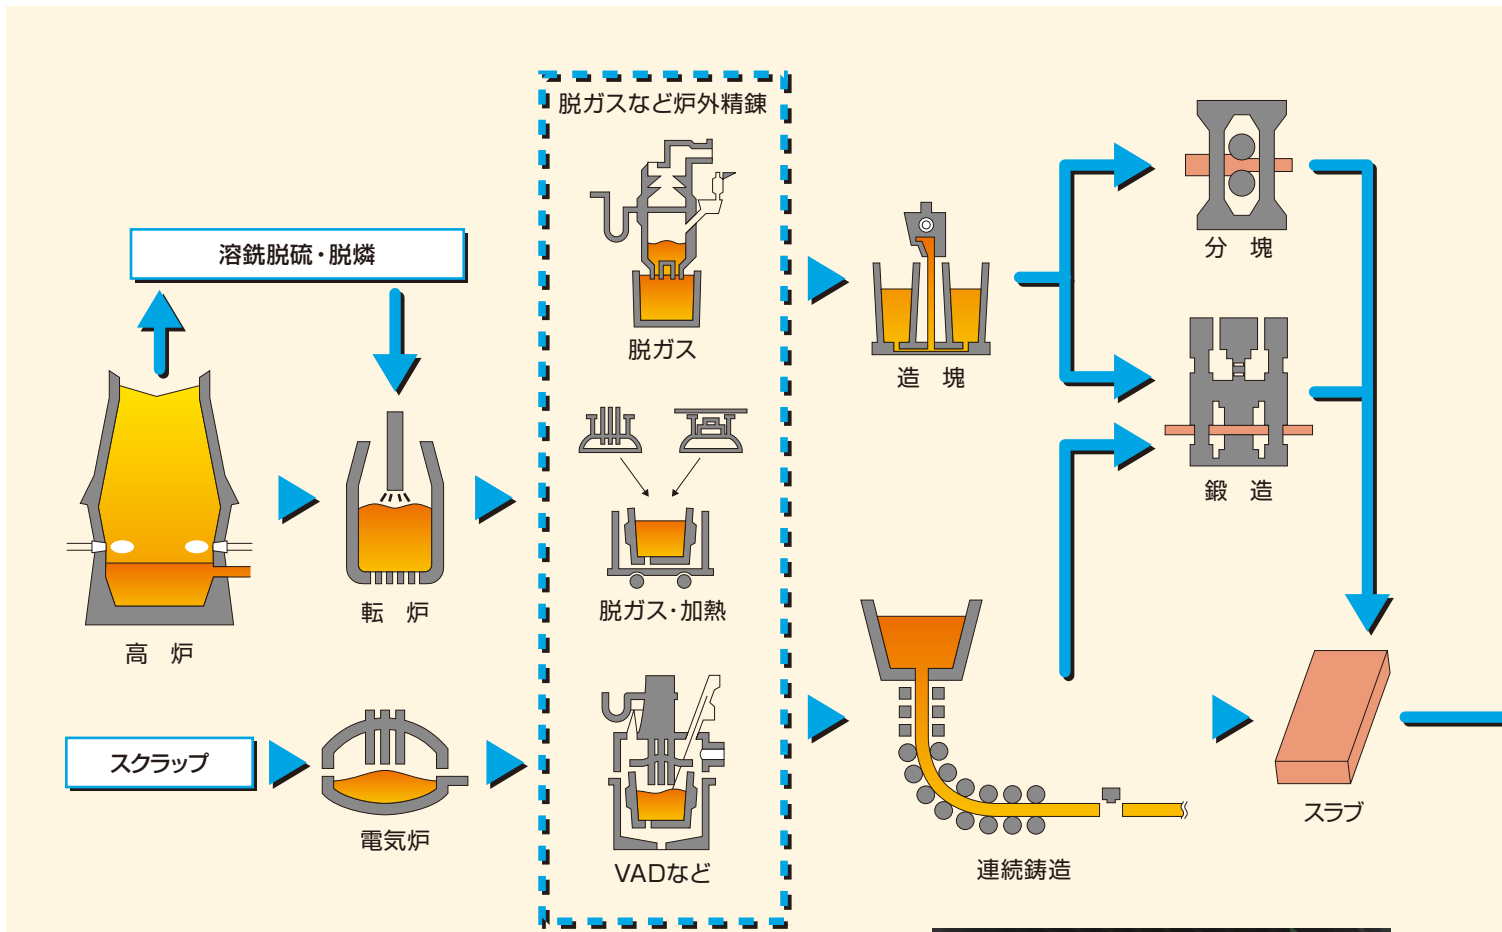 脱ガスなど炉外精錬
溶銑脱硫・脱燐
脱ガス
分　塊
造　塊
鍛　造
転　炉
脱ガス・加熱
高　炉
スクラップ
電気炉
VADなど
連続鋳造
スラブ